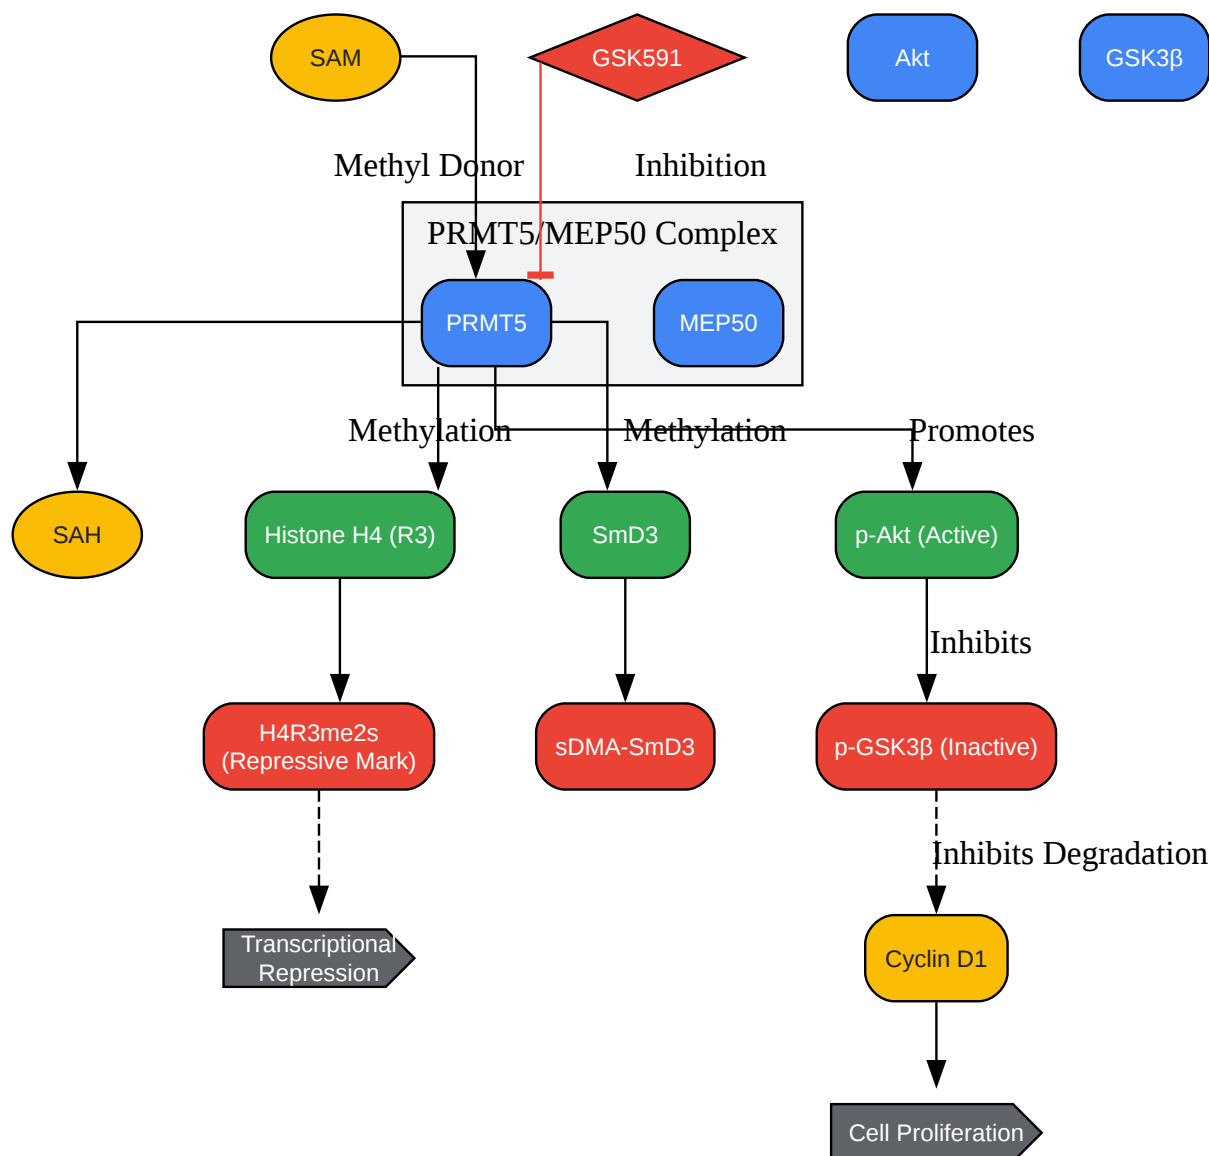 SAM
GSK591
Akt
GSK3β
Methyl Donor
Inhibition
PRMT5/MEP50 Complex
PRMT5
MEP50
Methylation
Methylation
Promotes
SAH
Histone H4 (R3)
SmD3
p-Akt (Active)
Inhibits
H4R3me2s
(Repressive Mark)
sDMA-SmD3
p-GSK3β (Inactive)
Inhibits Degradation
Transcriptional
Repression
Cyclin D1
Cell Proliferation